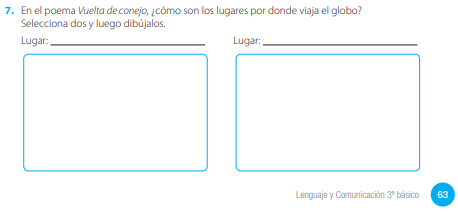 7. En el poema Vuelta de conejo, ¿cómo son los lugares por donde viaja el globo?
Selecciona dos y luego dibújalos.
Lugar: ____________________ Lugar: ____________________
Lenguaje y Comunicación 3º básico 63